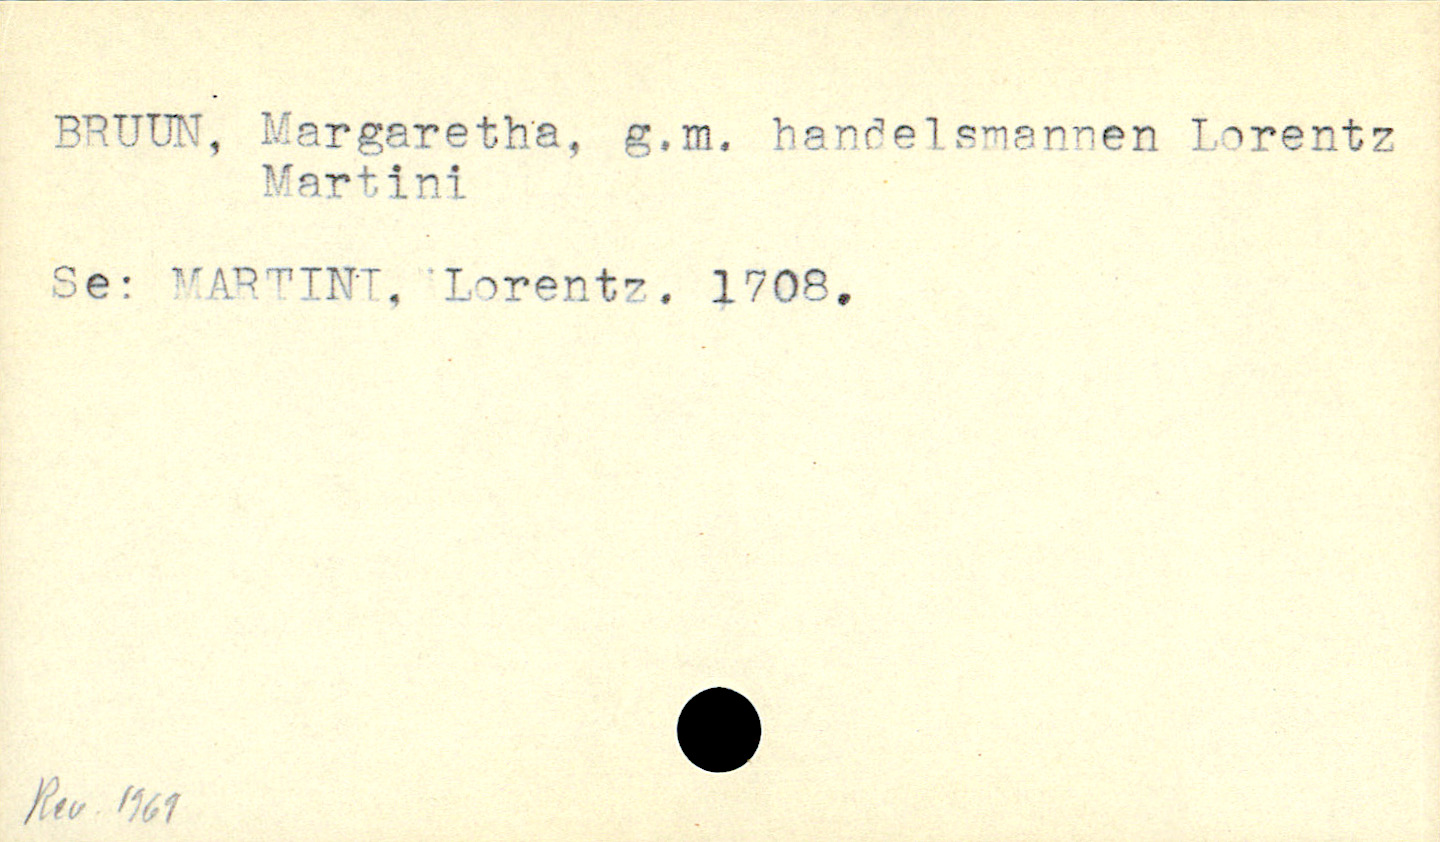 BRUUN, Margaretha, g.m. handelsmannen Lorentz
Martini
Se: MARTINI, Lorentz. 1708.
Rev. 1969